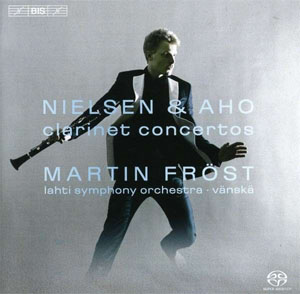 BIS
NIELSEN & AHO
clarinet concertos
MARTIN FRÖST
lahti symphony orchestra · vänskä